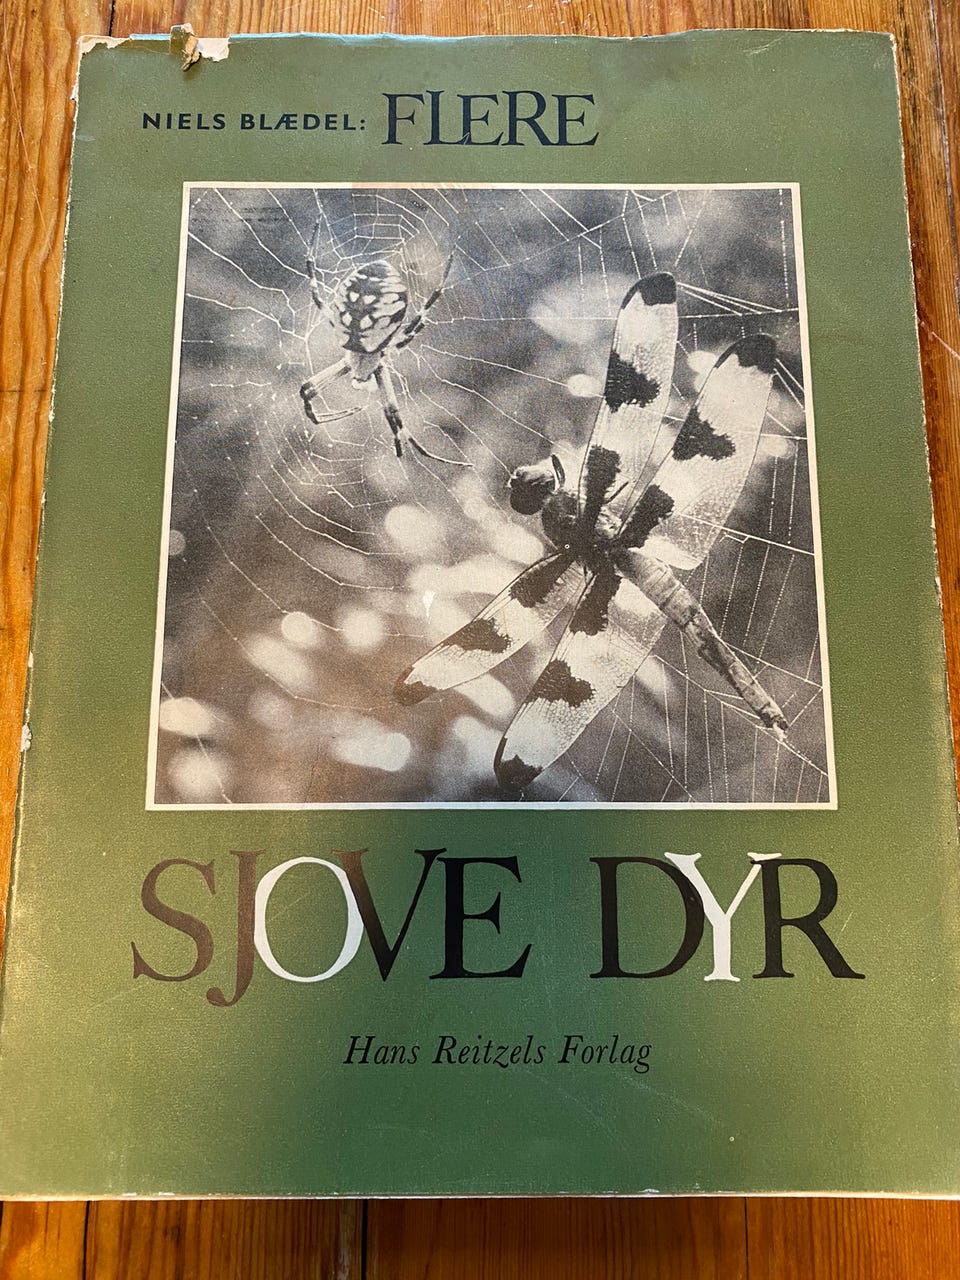 NIELS BLÆDEL: FLERE
SJOVE DYR
Hans Reitzels Forlag